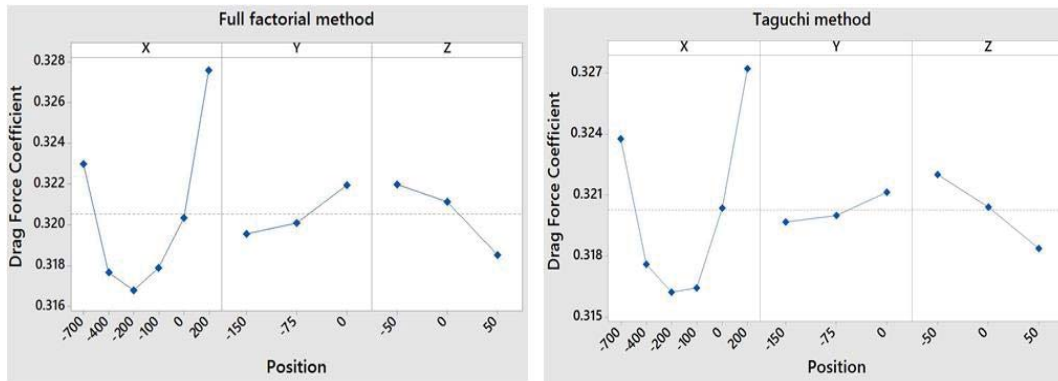 Full factorial method
X Y Z
0.328
0.326
0.324
0.322
0.320
0.318
0.316
Drag Force Coefficient
-700 -400 -200 -100 0 200 -150 -75 0 -50 0 50
Position
Taguchi method
X Y Z
0.327
0.324
0.321
0.318
0.315
Drag Force Coefficient
-700 -400 -200 -100 0 200 -150 -75 0 -50 0 50
Position